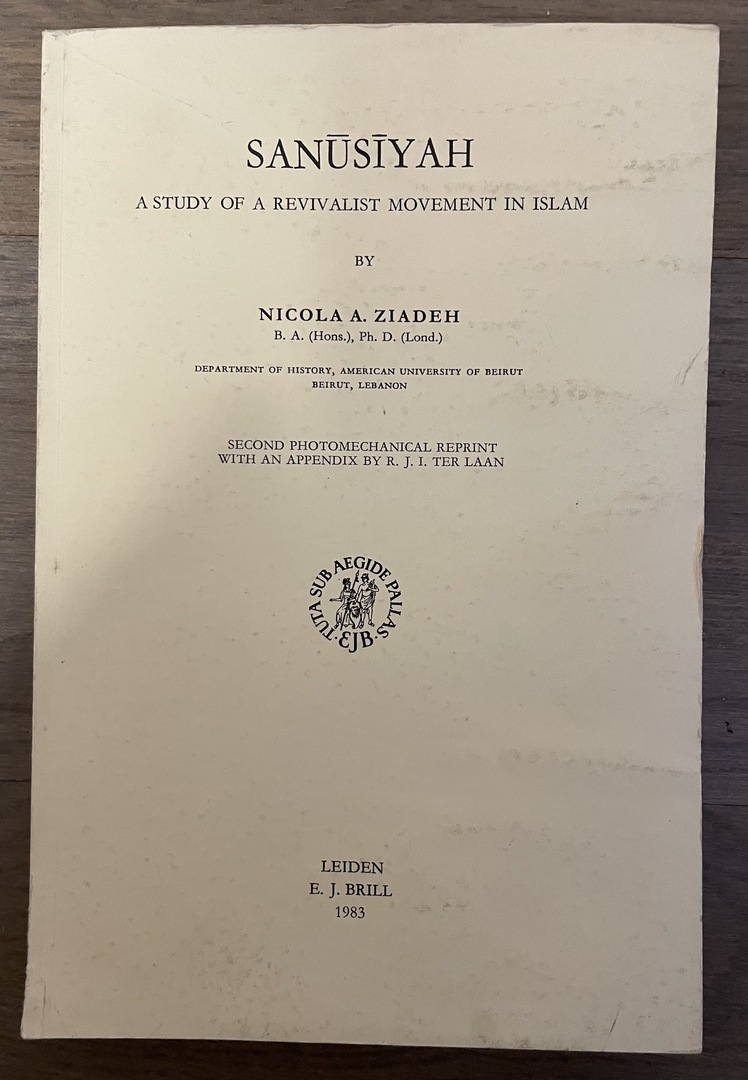 SANŪSĪYAH
A STUDY OF A REVIVALIST MOVEMENT IN ISLAM
BY
NICOLA A. ZIADEH
B. A. (Hons.), Ph. D. (Lond.)
DEPARTMENT OF HISTORY, AMERICAN UNIVERSITY OF BEIRUT
BEIRUT, LEBANON
SECOND PHOTOMECHANICAL REPRINT
WITH AN APPENDIX BY R. J. I. TER LAAN
TUTA SUB AEGIDE PALLAS
·EJB·
LEIDEN
E. J. BRILL
1983